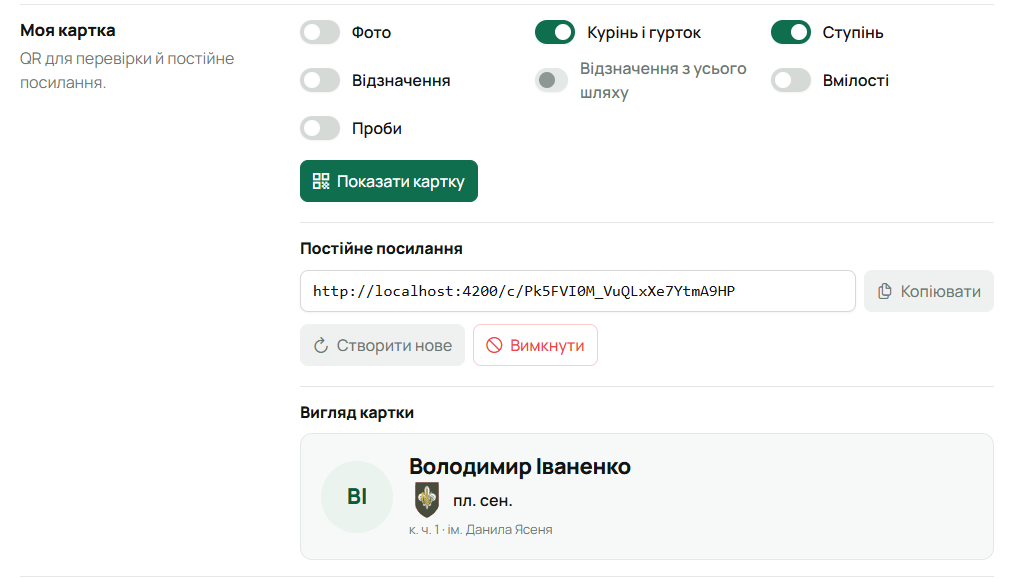 Моя картка
QR для перевірки й постійне
посилання.
Фото
Курінь і гурток
Ступінь
Відзначення
Відзначення з усього
шляху
Вмілості
Проби
Показати картку
Постійне посилання
http://localhost:4200/c/Pk5FVI0M_VuQLxXe7YtmA9HP
Копіювати
Створити нове
Вимкнути
Вигляд картки
ВІ
Володимир Іваненко
пл. сен.
к. ч. 1 · ім. Данила Ясеня